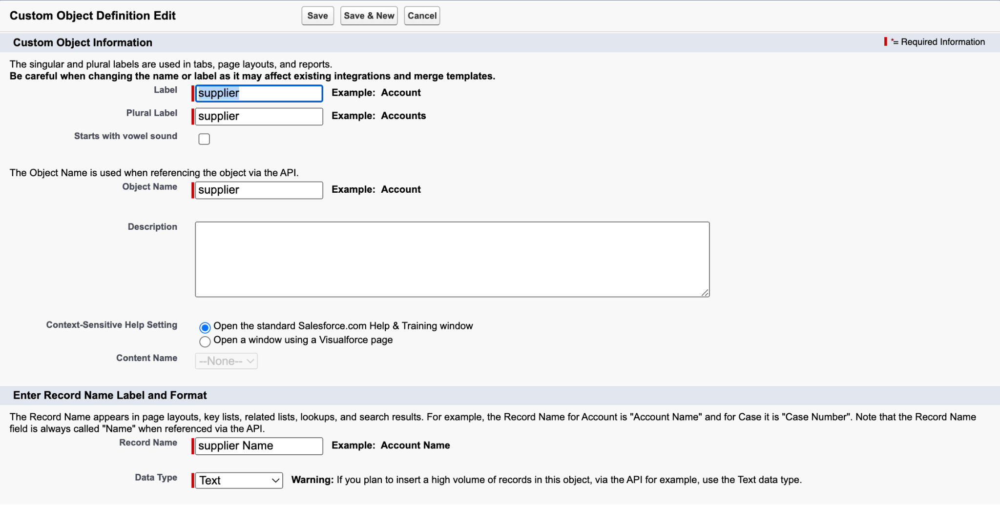 Custom Object Definition Edit Save Save & New Cancel
Custom Object Information *= Required Information
The singular and plural labels are used in tabs, page layouts, and reports.
Be careful when changing the name or label as it may affect existing integrations and merge templates.
Label supplier Example: Account
Plural Label supplier Example: Accounts
Starts with vowel sound
The Object Name is used when referencing the object via the API.
Object Name supplier Example: Account
Description
Context-Sensitive Help Setting Open the standard Salesforce.com Help & Training window
Open a window using a Visualforce page
Content Name --None--
Enter Record Name Label and Format
The Record Name appears in page layouts, key lists, related lists, lookups, and search results. For example, the Record Name for Account is "Account Name" and for Case it is "Case Number". Note that the Record Name
field is always called "Name" when referenced via the API.
Record Name supplier Name Example: Account Name
Data Type Text Warning: If you plan to insert a high volume of records in this object, via the API for example, use the Text data type.